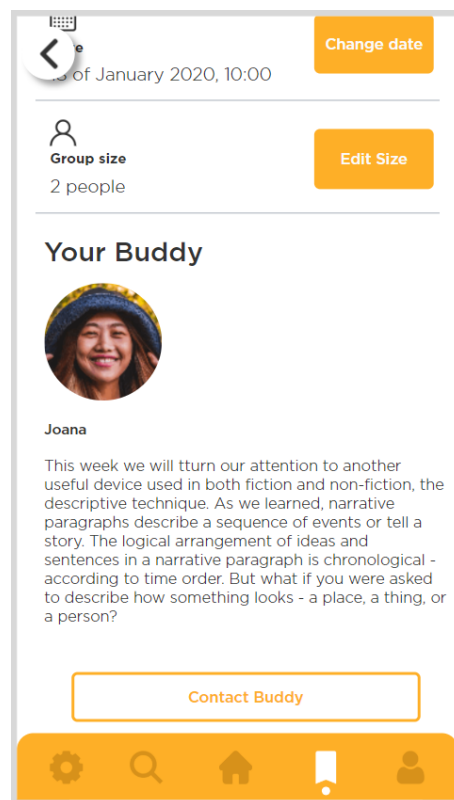 Change date
of January 2020, 10:00
Group size
Edit Size
2 people
Your Buddy
Joana
This week we will tturn our attention to another
useful device used in both fiction and non-fiction, the
descriptive technique. As we learned, narrative
paragraphs describe a sequence of events or tell a
story. The logical arrangement of ideas and
sentences in a narrative paragraph is chronological -
according to time order. But what if you were asked
to describe how something looks - a place, a thing, or
a person?
Contact Buddy